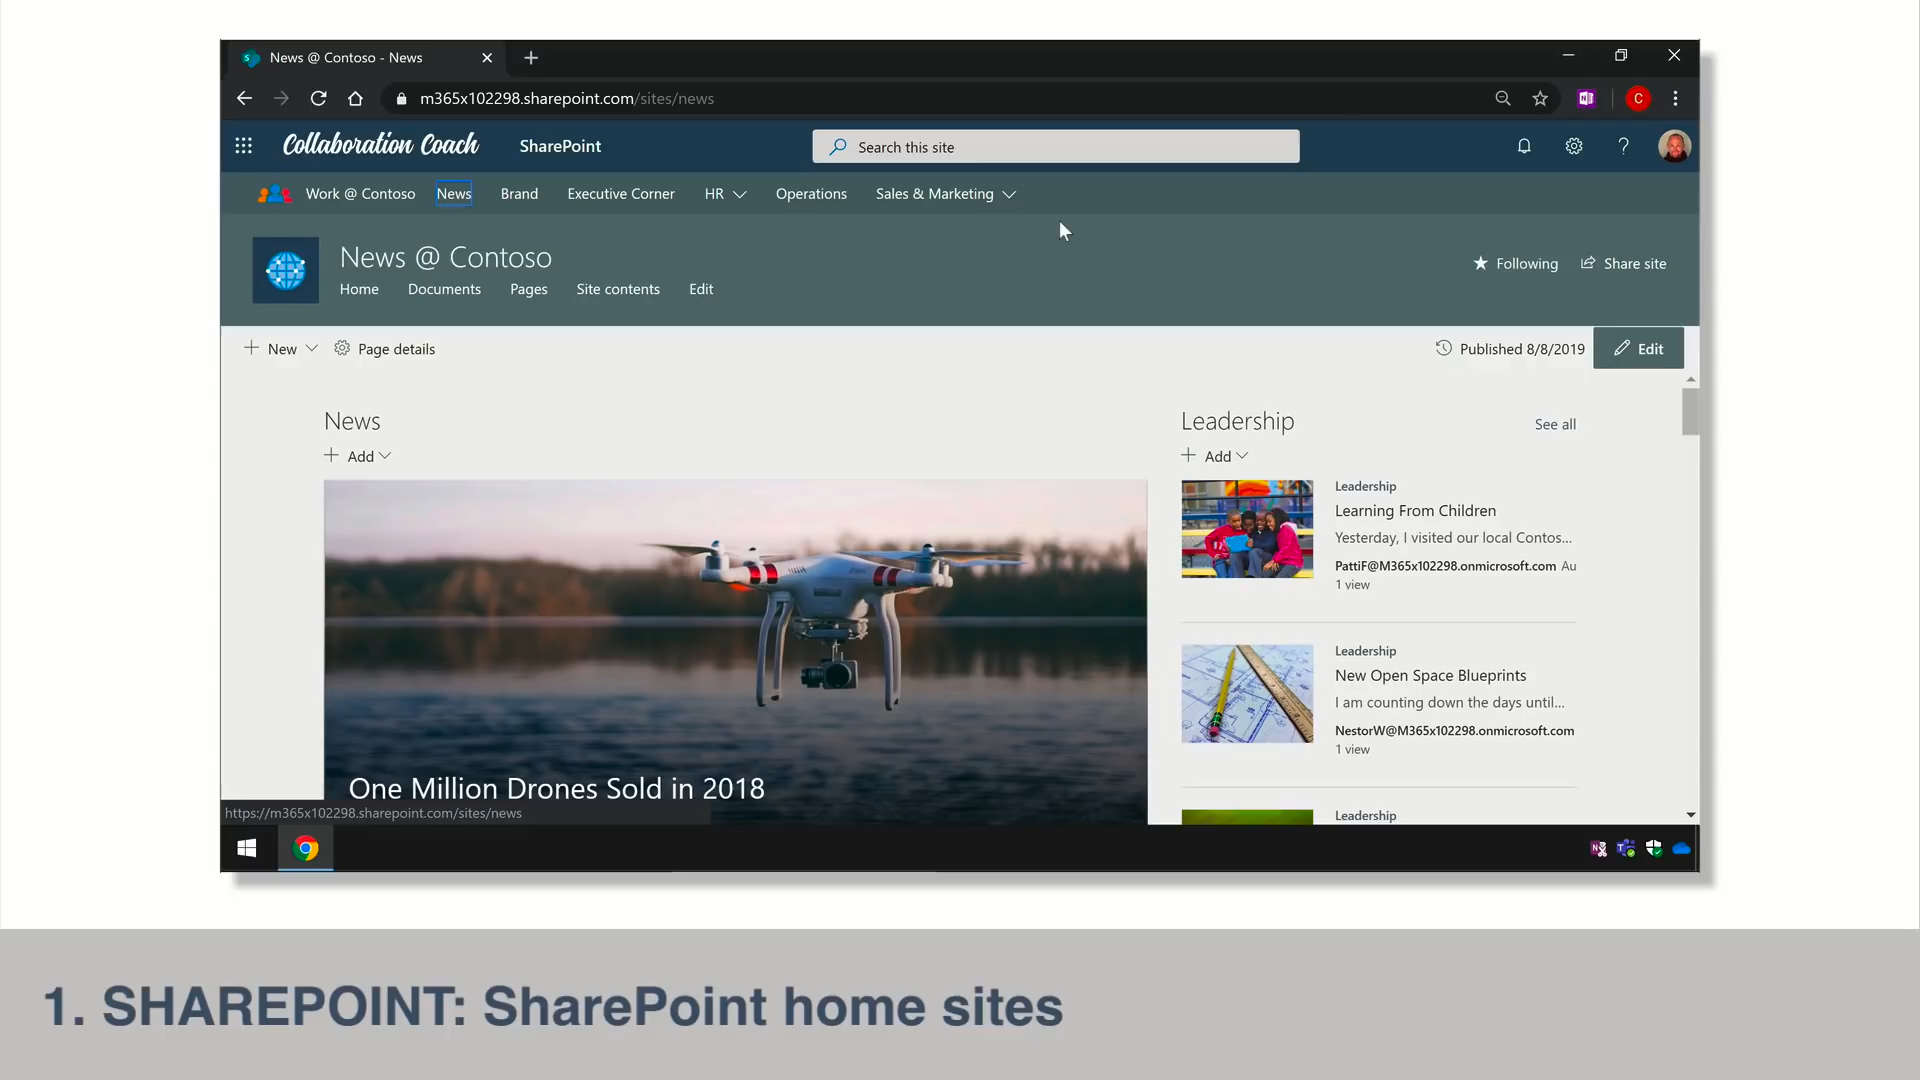 News @ Contoso - News
m365x102298.sharepoint.com/sites/news
C
Collaboration Coach
SharePoint
Search this site
Work @ Contoso
News
Brand
Executive Corner
HR
Operations
Sales & Marketing
News @ Contoso
Home
Documents
Pages
Site contents
Edit
Following
Share site
New
Page details
Published 8/8/2019
Edit
News
Add
One Million Drones Sold in 2018
Leadership
See all
Add
Leadership
Learning From Children
Yesterday, I visited our local Contos...
PattiF@M365x102298.onmicrosoft.com Au
1 view
Leadership
New Open Space Blueprints
I am counting down the days until...
NestorW@M365x102298.onmicrosoft.com
1 view
Leadership
https://m365x102298.sharepoint.com/sites/news
1. SHAREPOINT: SharePoint home sites